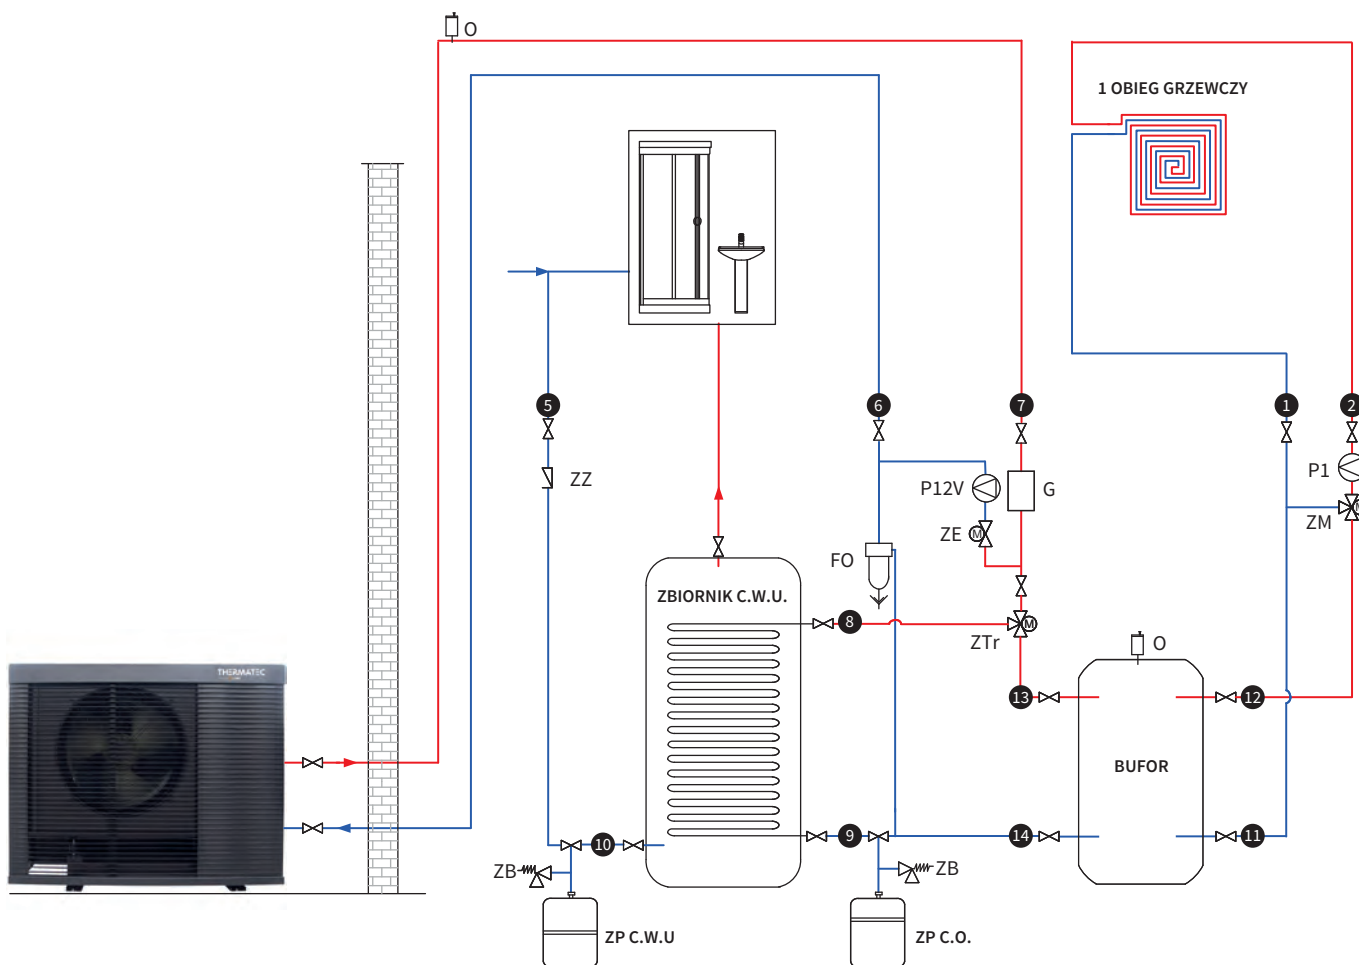 O
1 OBIEG GRZEWCZY
5
6
7
1
2
ZZ
P12V
G
P1
ZE
M
ZM
M
FO
ZBIORNIK C.W.U.
8
ZTr
M
O
THERMATEC
13
12
BUFOR
10
9
14
11
ZB
ZB
ZP C.W.U
ZP C.O.